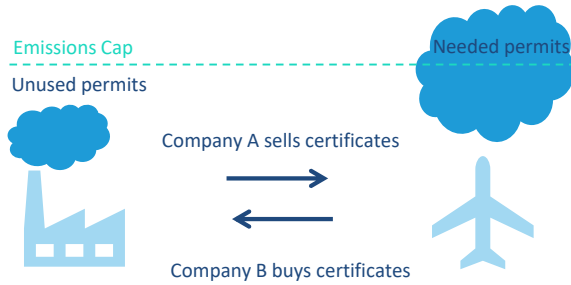 Emissions Cap
Needed permits
Unused permits
Company A sells certificates
Company B buys certificates